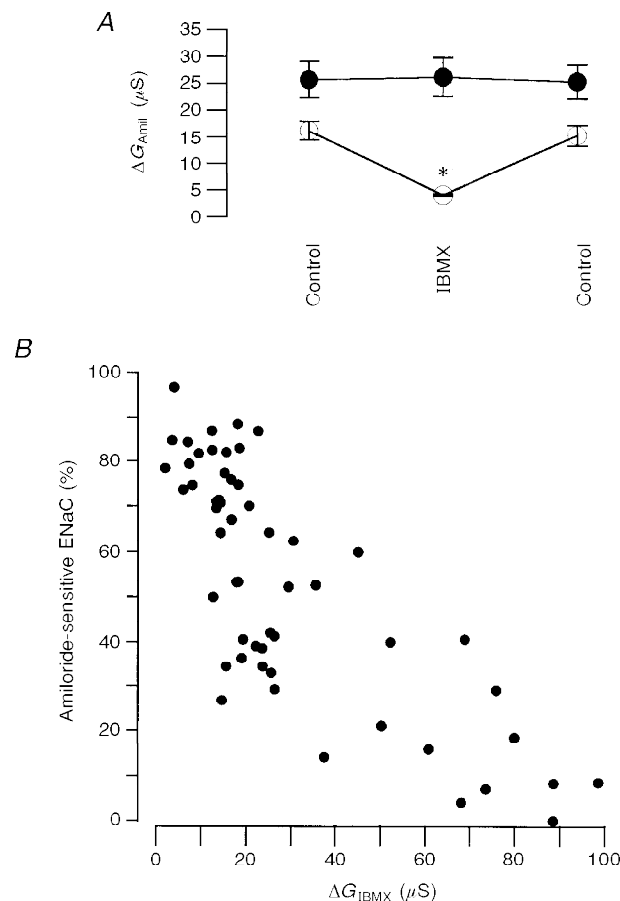 A
ΔG_Amil (μS)
35
30
25
20
15
10
5
0
*
Control
IBMX
Control
B
Amiloride-sensitive ENaC (%)
100
80
60
40
20
0
0 20 40 60 80 100
ΔG_IBMX (μS)